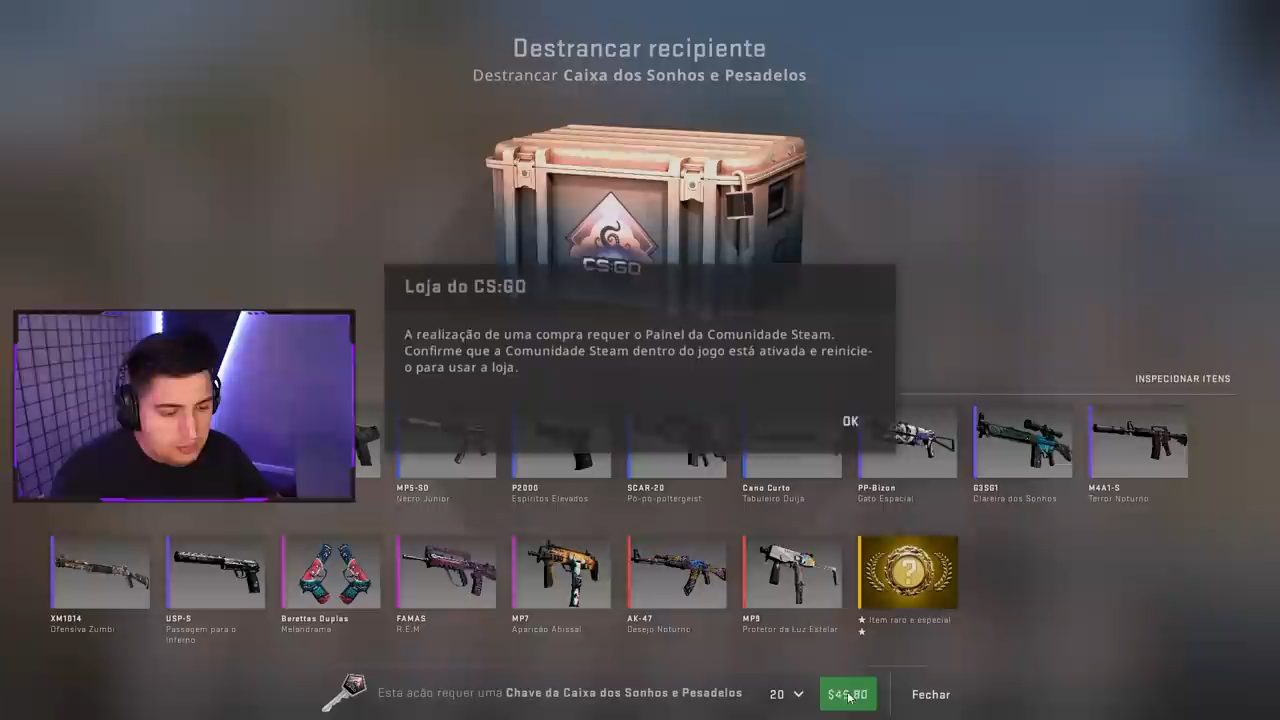 Destrancar recipiente
Destrancar Caixa dos Sonhos e Pesadelos
CS:GO
Loja do CS:GO
A realização de uma compra requer o Painel da Comunidade Steam.
Confirme que a Comunidade Steam dentro do jogo está ativada e reinicie-
o para usar a loja.
OK
INSPECIONAR ITENS
MP5-SD
Necro Júnior
P2000
Espíritos Elevados
SCAR-20
Pó-pó-poltergeist
Cano Curto
Tabuleiro Ouija
PP-Bizon
Gato Espacial
G3SG1
Clareira dos Sonhos
M4A1-S
Terror Noturno
XM1014
Ofensiva Zumbi
USP-S
Passagem para o
Inferno
Berettas Duplas
Melandrama
FAMAS
R.E.M
MP7
Aparição Abissal
AK-47
Desejo Noturno
MP9
Protetor da Luz Estelar
★ Item raro e especial
★
Esta ação requer uma Chave da Caixa dos Sonhos e Pesadelos
20
Fechar